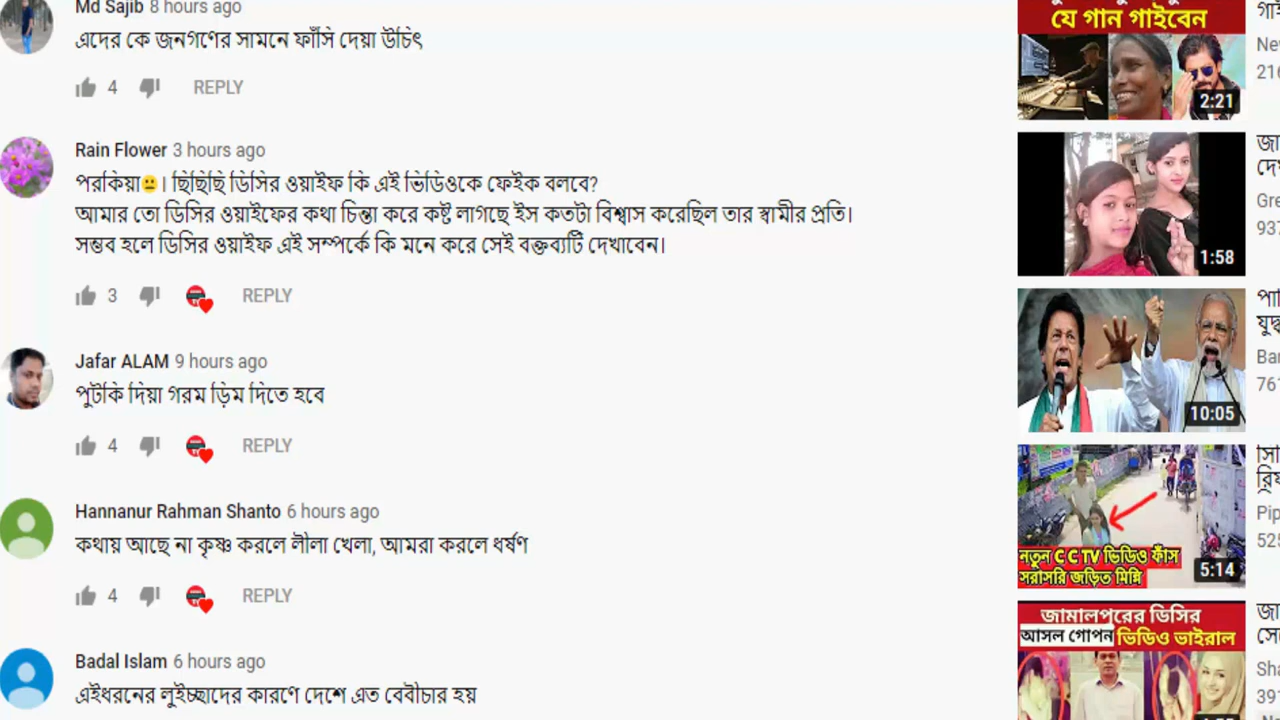 Md Sajib 8 hours ago
এদের কে জনগণের সামনে ফাঁসি দেয়া উচিৎ
4 REPLY
Rain Flower 3 hours ago
পরকিয়া😐। ছিছিছি ডিসির ওয়াইফ কি এই ভিডিওকে ফেইক বলবে?
আমার তো ডিসির ওয়াইফের কথা চিন্তা করে কষ্ট লাগছে ইস কতটা বিশ্বাস করেছিল তার স্বামীর প্রতি।
সম্ভব হলে ডিসির ওয়াইফ এই সম্পর্কে কি মনে করে সেই বক্তব্যটি দেখাবেন।
3 REPLY
Jafar ALAM 9 hours ago
পুটকি দিয়া গরম ড়িম দিতে হবে
4 REPLY
Hannanur Rahman Shanto 6 hours ago
কথায় আছে না কৃষ্ণ করলে লীলা খেলা, আমরা করলে ধর্ষণ
4 REPLY
Badal Islam 6 hours ago
এইধরনের লুইচ্ছাদের কারণে দেশে এত বেবীচার হয়
যে গান গাইবেন
2:21
1:58
10:05
নতুন C C TV ভিডিও ফাঁস
সরাসরি জড়িত মিন্নি
5:14
জামালপুরের ডিসির
আসল গোপন ভিডিও ভাইরাল